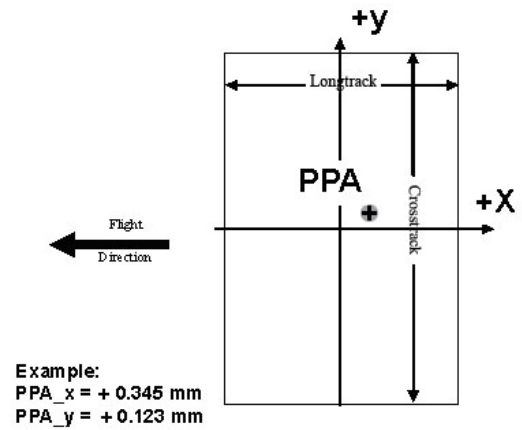 +y
Longtrack
PPA
+
Crosstrack
+X
Flight
Direction
Example:
PPA_x = + 0.345 mm
PPA_y = + 0.123 mm